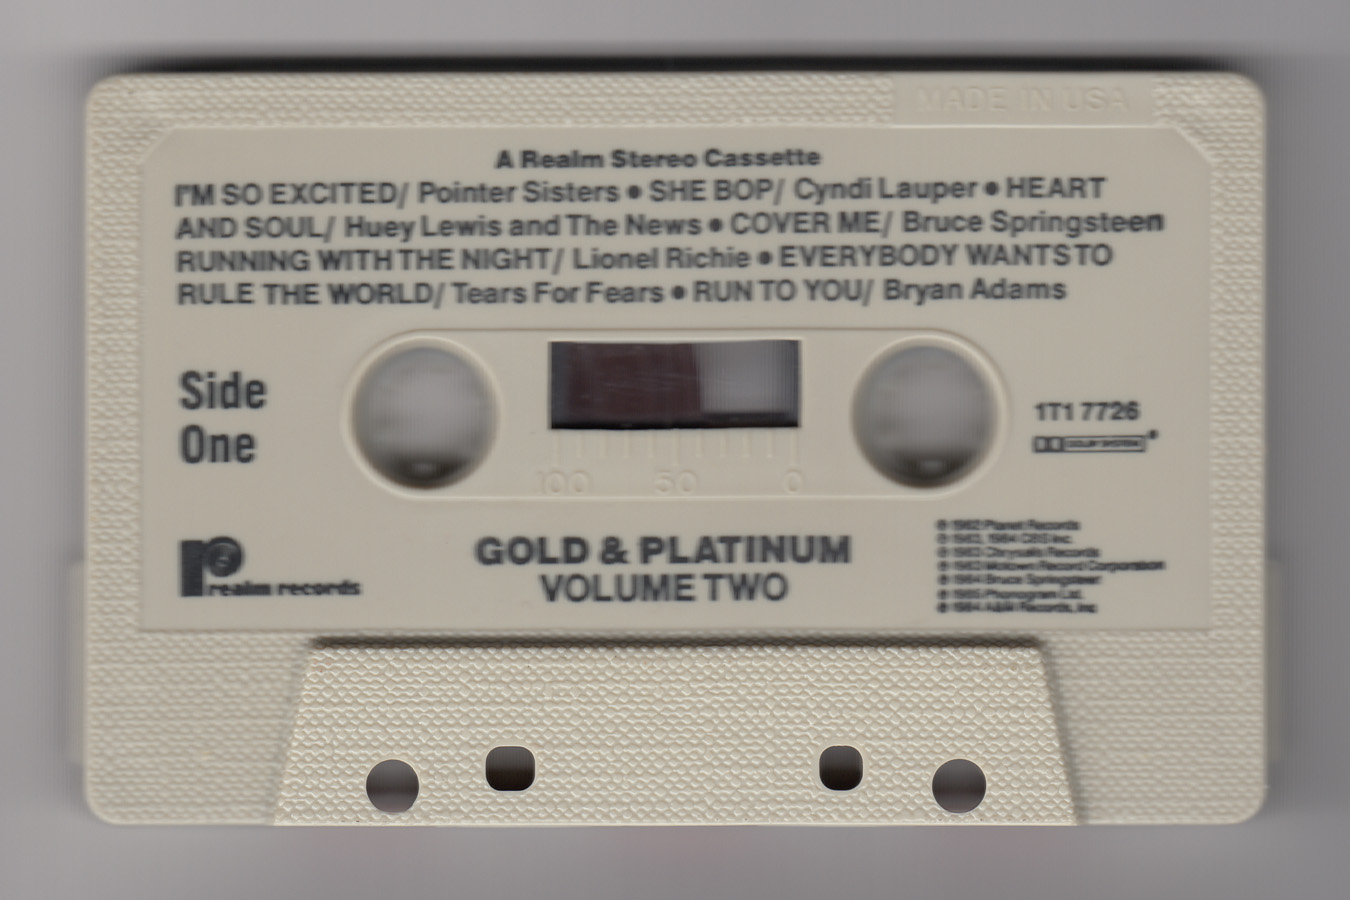 MADE IN USA
A Realm Stereo Cassette
I'M SO EXCITED/ Pointer Sisters • SHE BOP/ Cyndi Lauper • HEART
AND SOUL/ Huey Lewis and The News • COVER ME/ Bruce Springsteen
RUNNING WITH THE NIGHT/ Lionel Richie • EVERYBODY WANTS TO
RULE THE WORLD/ Tears For Fears • RUN TO YOU/ Bryan Adams
Side
One
1T1 7726
DOLBY SYSTEM
100 50 0
GOLD & PLATINUM
VOLUME TWO
realm records
℗ 1982 Planet Records
℗ 1983, 1984 CBS Inc.
℗ 1983 Chrysalis Records
℗ 1983 Motown Record Corporation
℗ 1984 Bruce Springsteen
℗ 1985 Phonogram Ltd.
℗ 1984 A&M Records, Inc